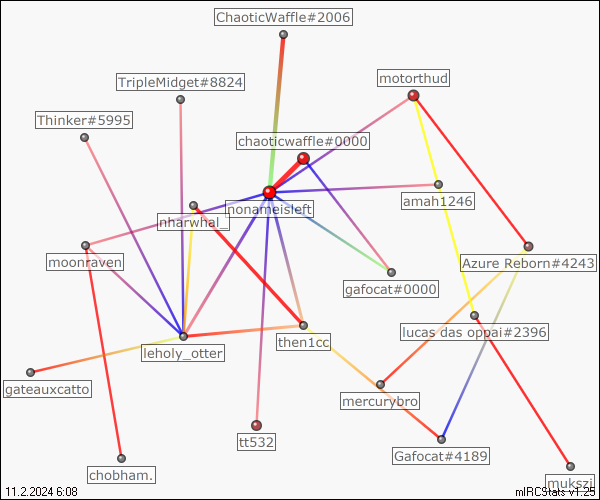 ChaoticWaffle#2006
motorthud
TripleMidget#8824
Thinker#5995
chaoticwaffle#0000
amah1246
nonameisleft
nharwhal_
moonraven
Azure Reborn#4243
gafocat#0000
lucas das oppai#2396
then1cc
leholy_otter
gateauxcatto
mercurybro
tt532
Gafocat#4189
chobham.
mukszi
11.2.2024 6:08
mIRCStats v1.25